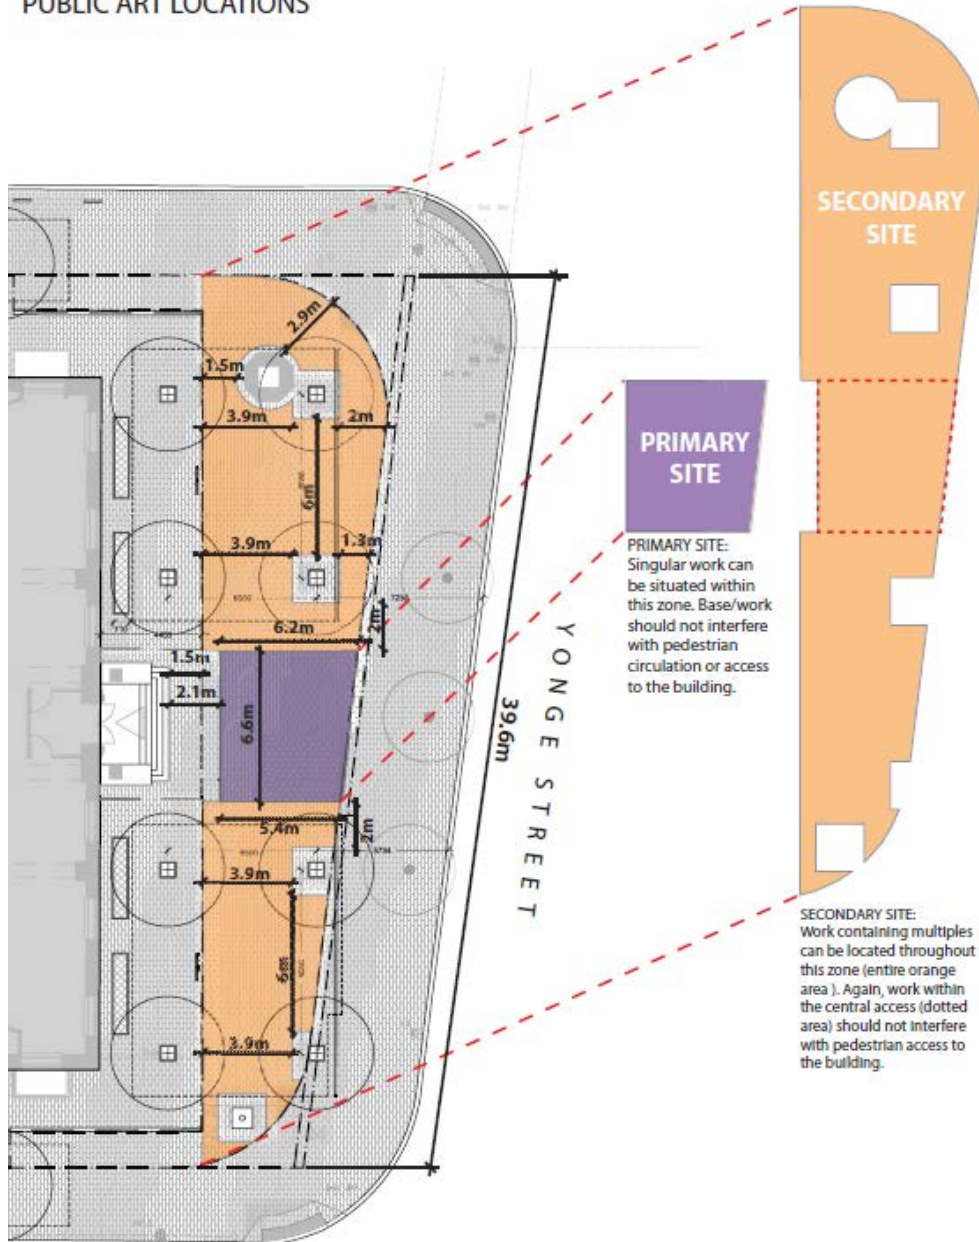 PUBLIC ART LOCATIONS
SECONDARY
SITE
2.9m
1.5m
3.9m
2m
PRIMARY
SITE
6m
3.9m
1.3m
PRIMARY SITE:
Singular work can
be situated within
this zone. Base/work
should not interfere
with pedestrian
circulation or access
to the building.
6500
2m
6.2m
1.5m
2.1m
6.6m
YONGE STREET
39.6m
5.4m
2m
6500
3.9m
6m
3.9m
SECONDARY SITE:
Work containing multiples
can be located throughout
this zone (entire orange
area ). Again, work within
the central access (dotted
area) should not interfere
with pedestrian access to
the building.